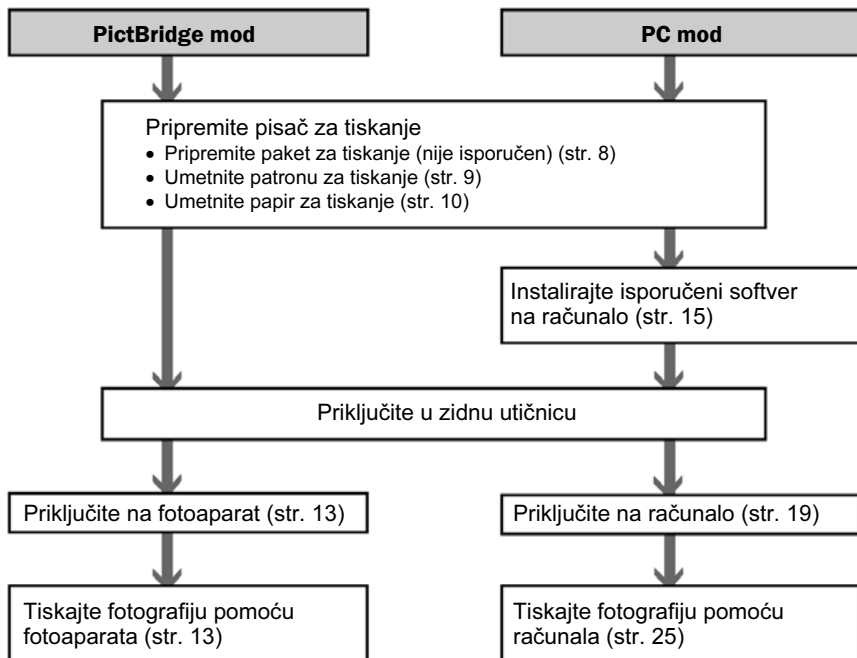 PictBridge mod
PC mod
Pripremite pisač za tiskanje
• Pripremite paket za tiskanje (nije isporučen) (str. 8)
• Umetnite patronu za tiskanje (str. 9)
• Umetnite papir za tiskanje (str. 10)
Instalirajte isporučeni softver
na računalo (str. 15)
Priključite u zidnu utičnicu
Priključite na fotoaparat (str. 13)
Priključite na računalo (str. 19)
Tiskajte fotografiju pomoću
fotoaparata (str. 13)
Tiskajte fotografiju pomoću
računala (str. 25)